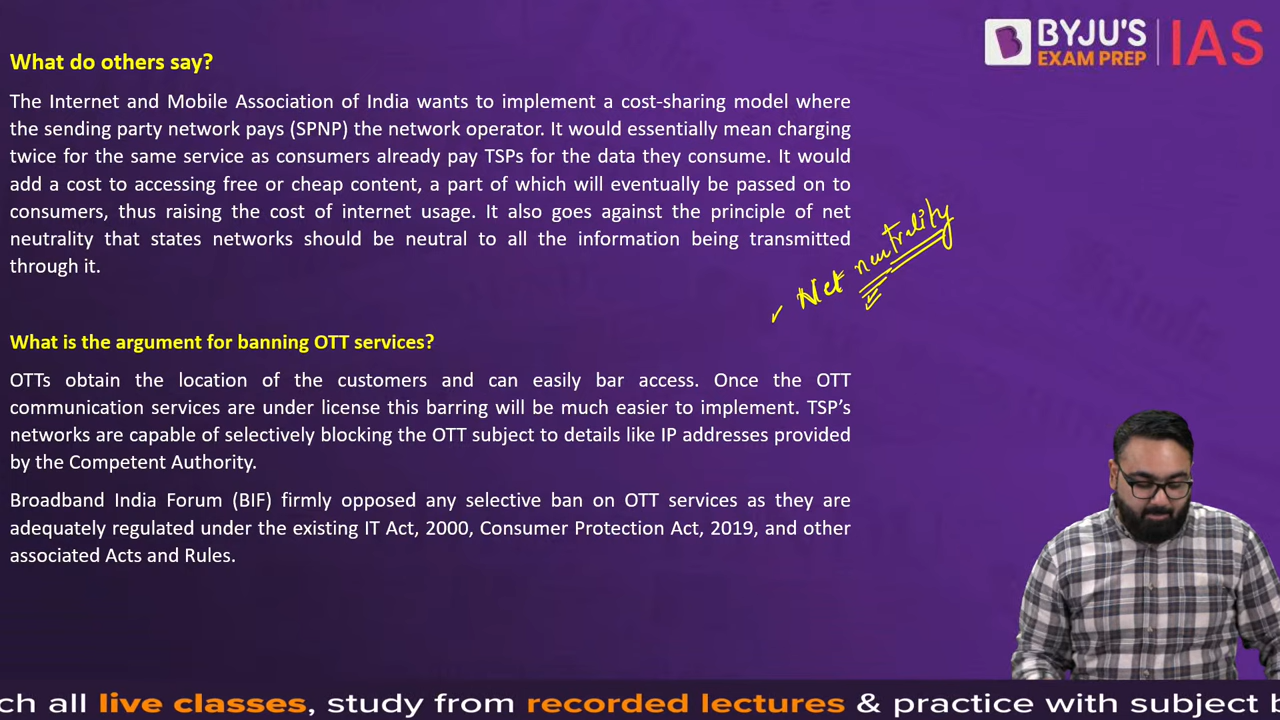 BYJU'S
EXAM PREP
IAS
What do others say?
The Internet and Mobile Association of India wants to implement a cost-sharing model where
the sending party network pays (SPNP) the network operator. It would essentially mean charging
twice for the same service as consumers already pay TSPs for the data they consume. It would
add a cost to accessing free or cheap content, a part of which will eventually be passed on to
consumers, thus raising the cost of internet usage. It also goes against the principle of net
neutrality that states networks should be neutral to all the information being transmitted
through it.
Net neutrality
What is the argument for banning OTT services?
OTTs obtain the location of the customers and can easily bar access. Once the OTT
communication services are under license this barring will be much easier to implement. TSP's
networks are capable of selectively blocking the OTT subject to details like IP addresses provided
by the Competent Authority.
Broadband India Forum (BIF) firmly opposed any selective ban on OTT services as they are
adequately regulated under the existing IT Act, 2000, Consumer Protection Act, 2019, and other
associated Acts and Rules.
ch all live classes, study from recorded lectures & practice with subject b